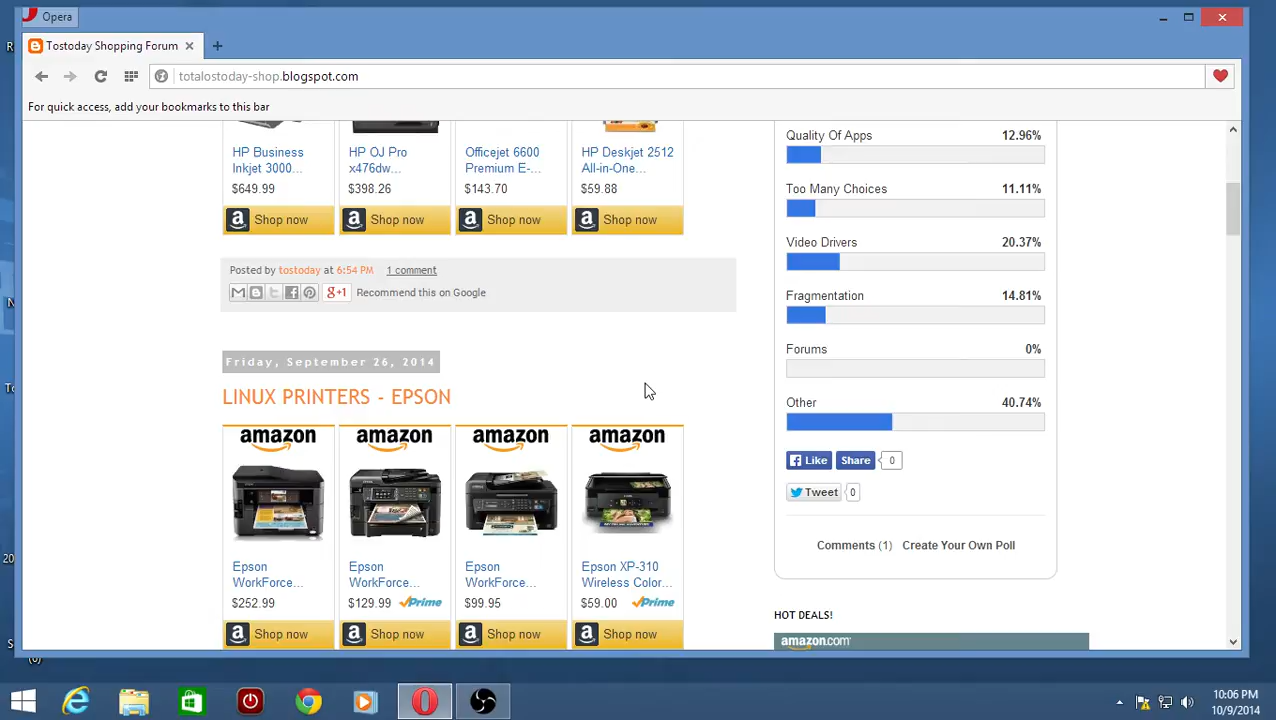 Opera
Tostoday Shopping Forum
totalostoday-shop.blogspot.com
For quick access, add your bookmarks to this bar
HP Business Inkjet 3000...
$649.99
Shop now
HP OJ Pro x476dw...
$398.26
Shop now
Officejet 6600 Premium E-...
$143.70
Shop now
HP Deskjet 2512 All-in-One...
$59.88
Shop now
Posted by tostoday at 6:54 PM 1 comment
g+1 Recommend this on Google
Friday, September 26, 2014
LINUX PRINTERS - EPSON
amazon
Epson WorkForce...
$252.99
Shop now
amazon
Epson WorkForce...
$129.99 Prime
Shop now
amazon
Epson WorkForce...
$99.95
Shop now
amazon
Epson XP-310 Wireless Color...
$59.00 Prime
Shop now
Quality Of Apps 12.96%
Too Many Choices 11.11%
Video Drivers 20.37%
Fragmentation 14.81%
Forums 0%
Other 40.74%
Like Share 0
Tweet 0
Comments (1) Create Your Own Poll
HOT DEALS!
amazon.com
10:06 PM
10/9/2014